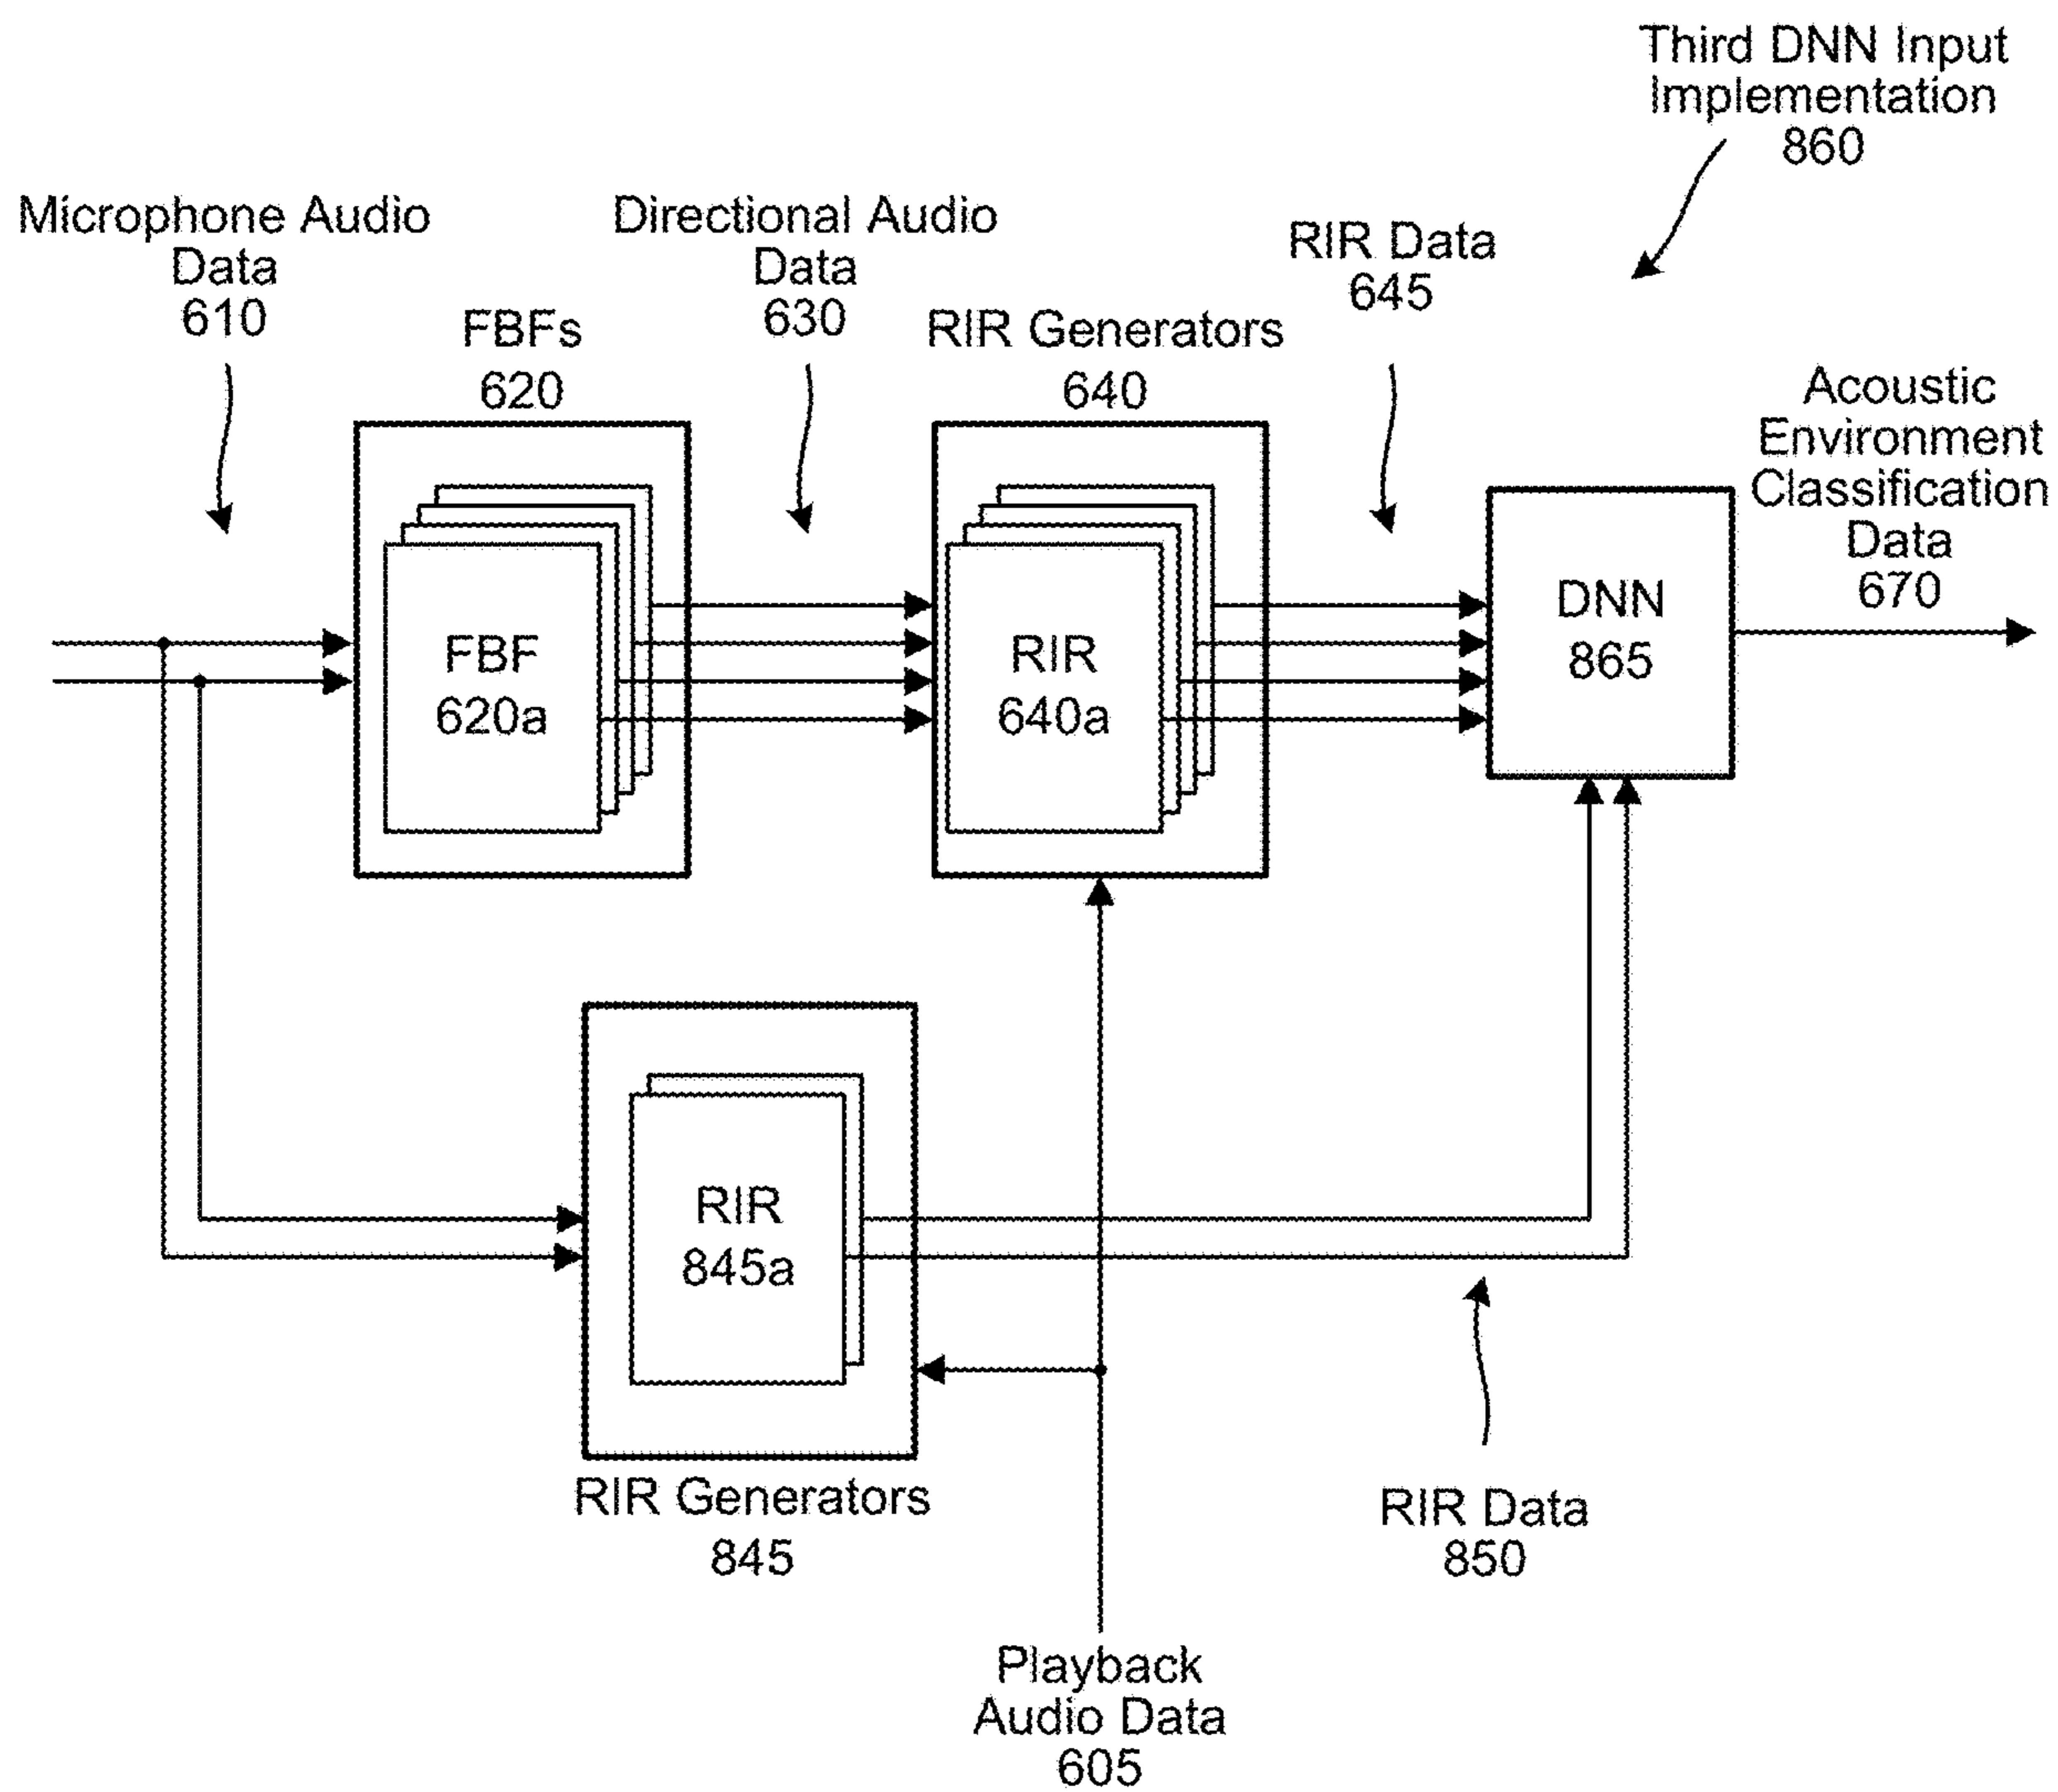 Third DNN Input
Implementation
860
Microphone Audio
Data
610
FBFs
620
Directional Audio
Data
630
RIR Generators
640
RIR Data
645
Acoustic
Environment
Classification
Data
670
FBF
620a
RIR
640a
DNN
865
RIR
845a
RIR Generators
845
RIR Data
850
Playback
Audio Data
605